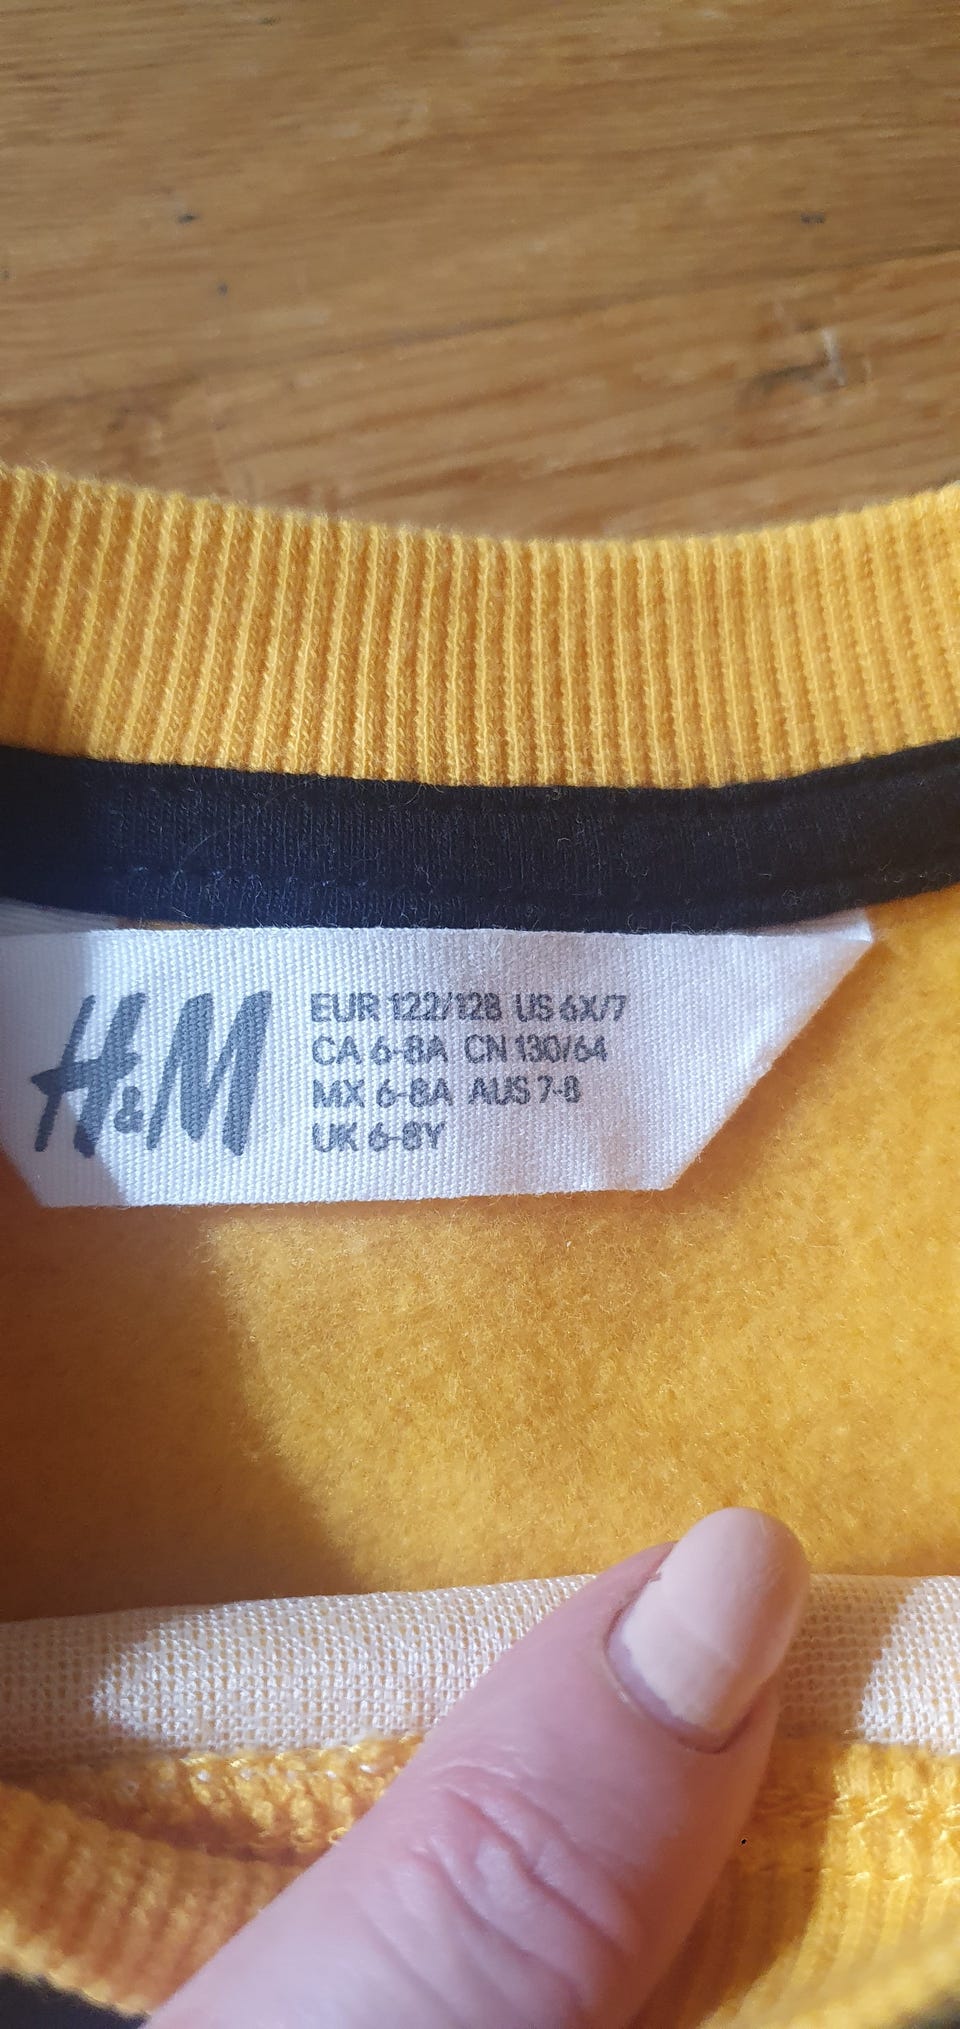 H&M
EUR 122/128 US 6X/7
CA 6-8A CN 130/64
MX 6-8A AUS 7-8
UK 6-8Y